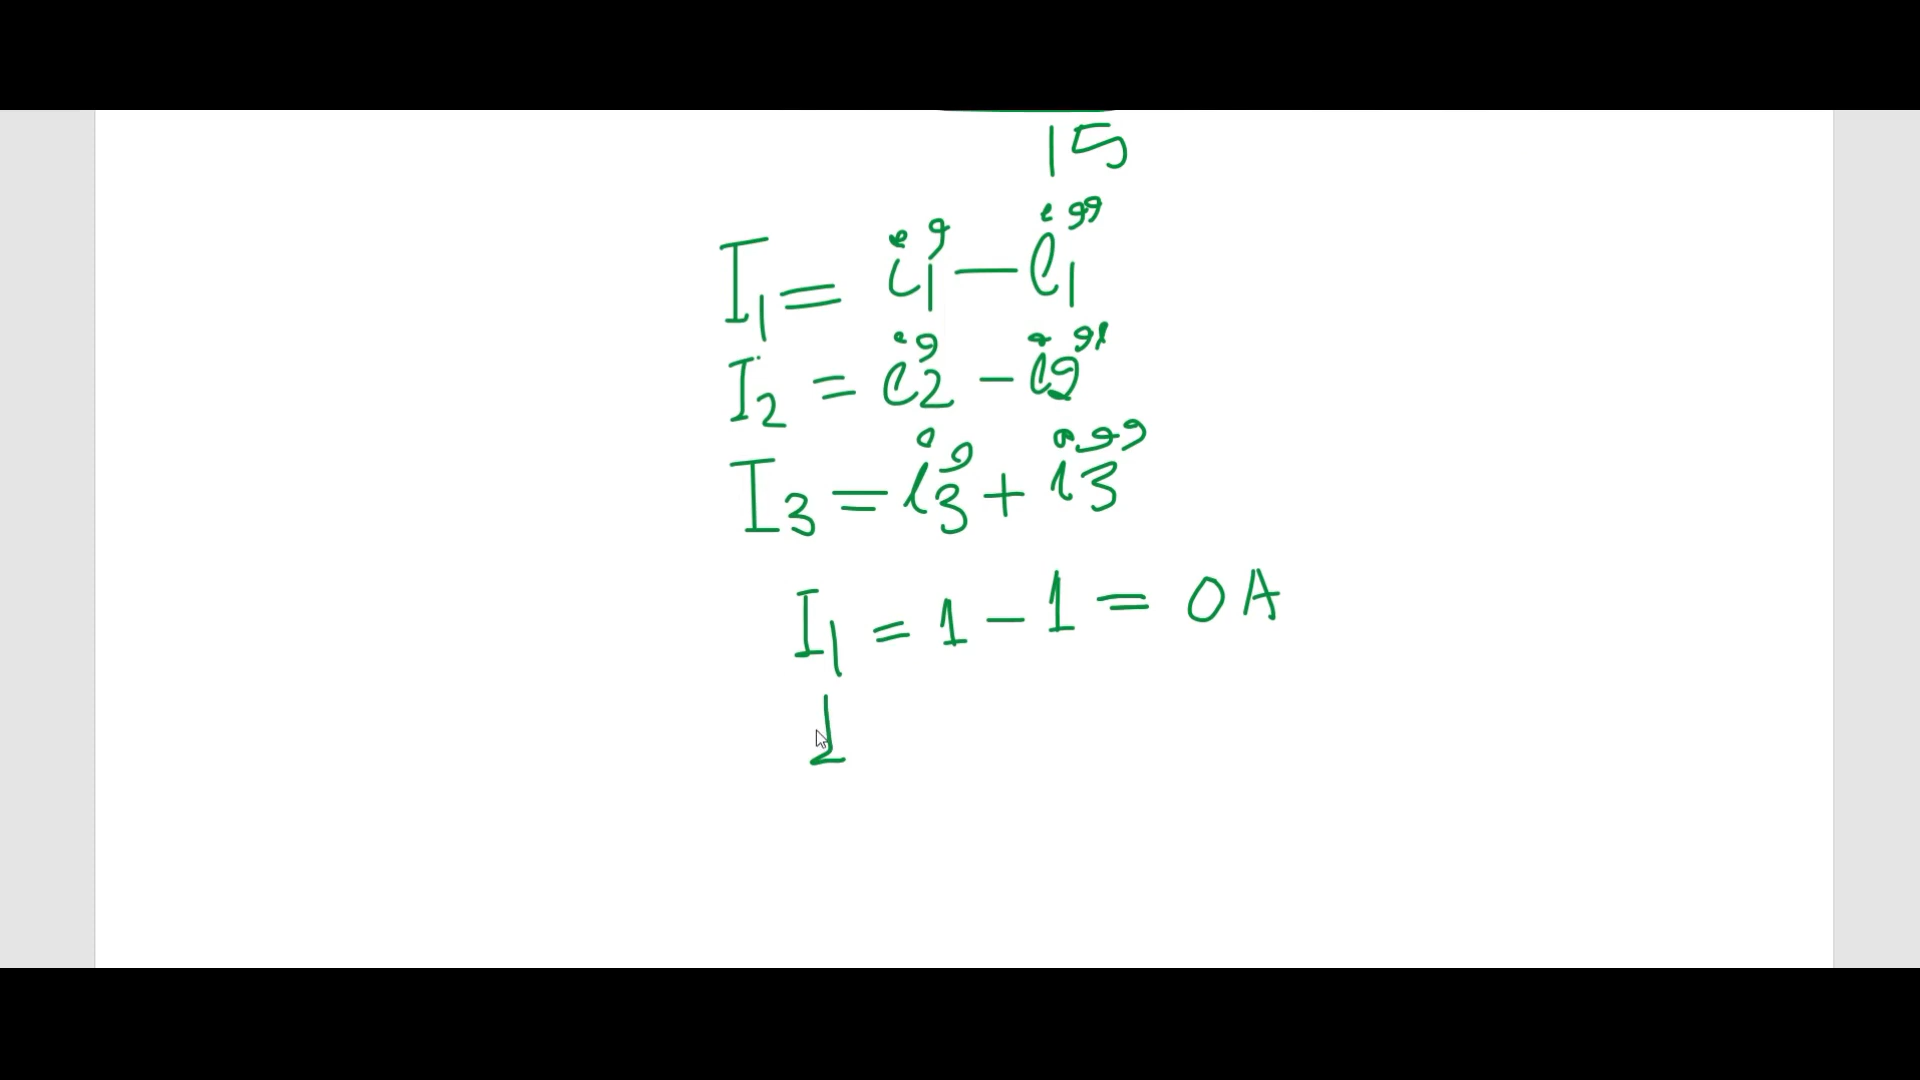 15
I₁ = i₁' − i₁''
I₂ = i₂' − i₂''
I₃ = i₃' + i₃''
I₁ = 1 − 1 = 0 A